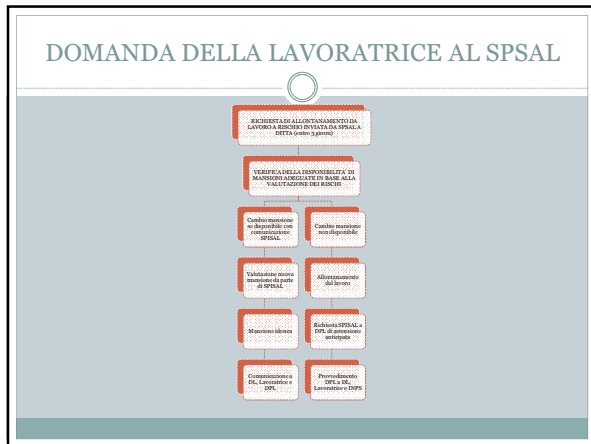 DOMANDA DELLA LAVORATRICE AL SPSAL
RICHIESTA DI ALLONTANAMENTO DA
LAVORO A RISCHIO INVIATA DA SPSAL A
DITTA (entro 3 giorni)
VERIFICA DELLA DISPONIBILITA' DI
MANSIONI ADEGUATE IN BASE ALLA
VALUTAZIONE DEI RISCHI
Cambio mansione
se disponibile con
comunicazione
SPISAL
Cambio mansione
non disponibile
Valutazione nuova
mansione da parte
di SPISAL
Allontanamento
dal lavoro
Mansione idonea
Richiesta SPISAL a
DPL di astensione
anticipata
Comunicazione a
DL, Lavoratrice e
DPL
Provvedimento
DPL a DL,
Lavoratrice e INPS